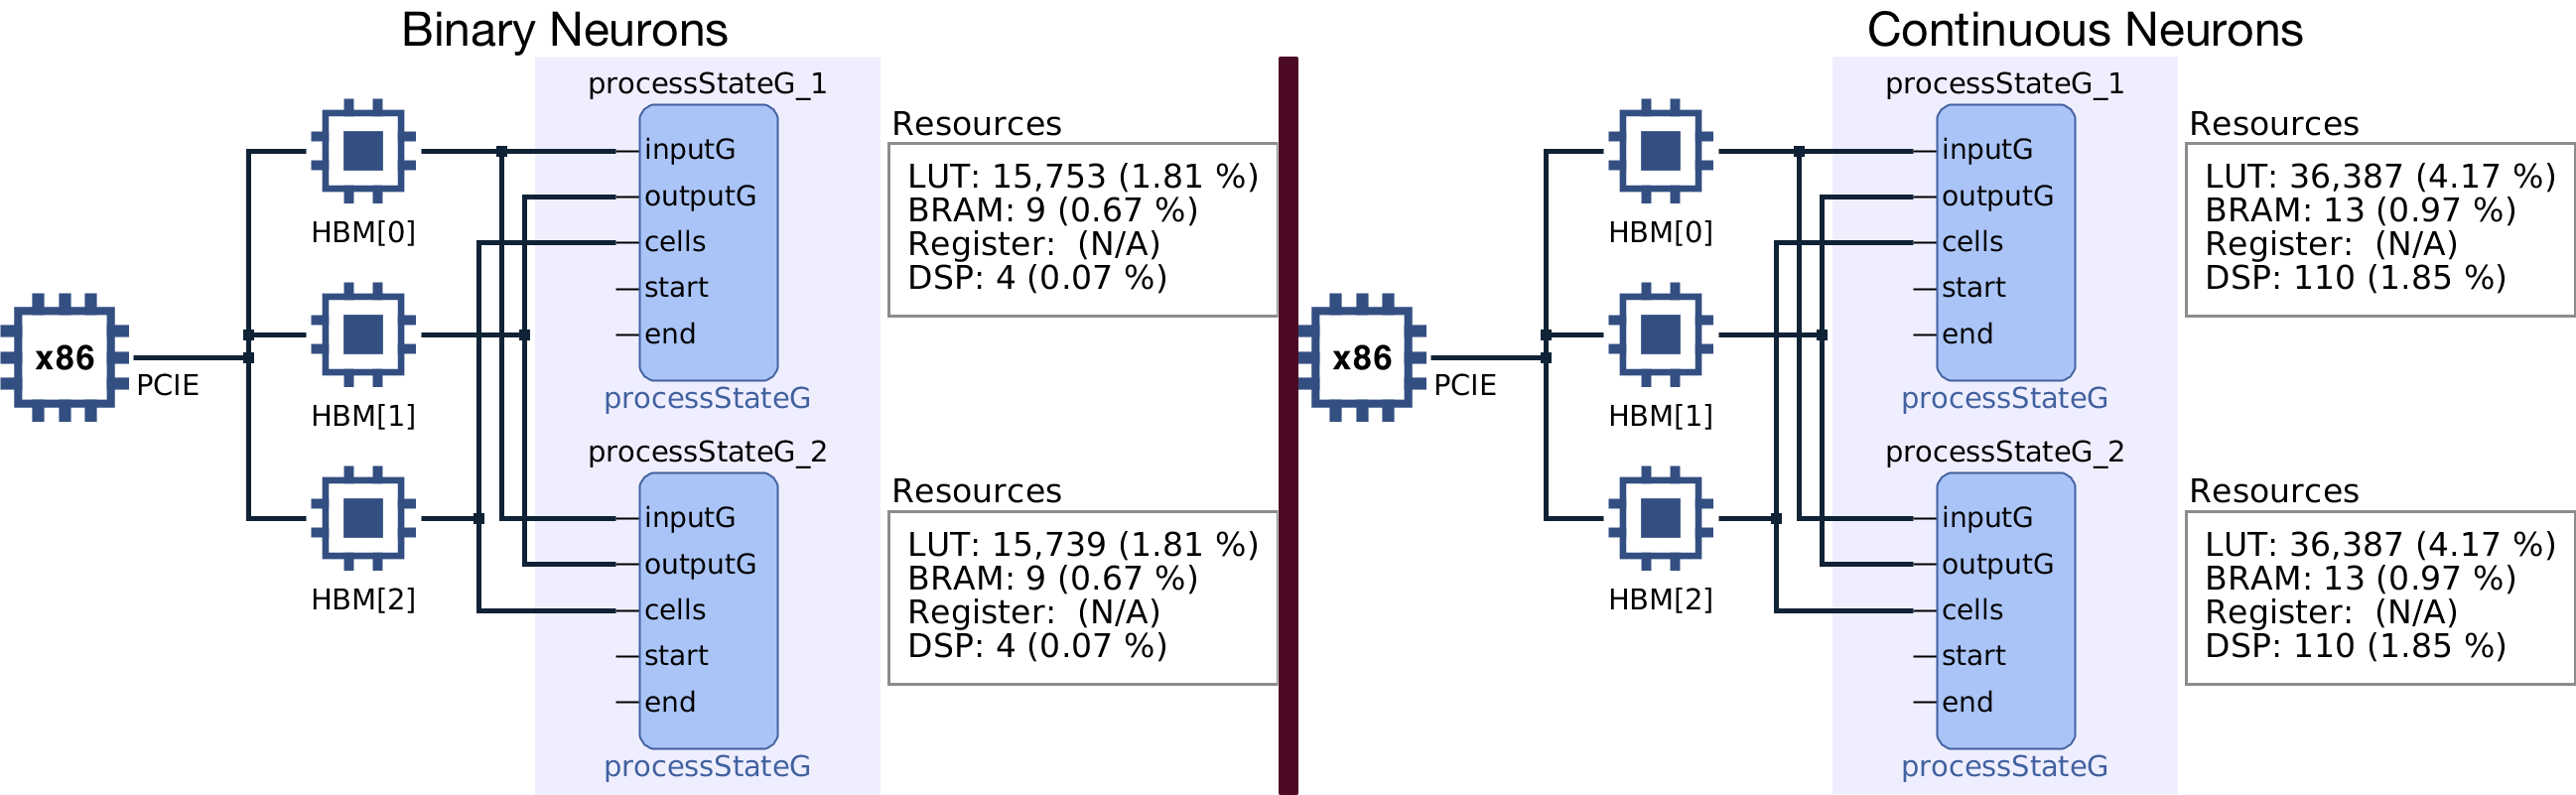 Binary Neurons
processStateG_1
inputG
outputG
cells
start
end
processStateG
Resources
LUT: 15,753 (1.81 %)
BRAM: 9 (0.67 %)
Register:  (N/A)
DSP: 4 (0.07 %)
HBM[0]
HBM[1]
HBM[2]
x86
PCIE
processStateG_2
inputG
outputG
cells
start
end
processStateG
Resources
LUT: 15,739 (1.81 %)
BRAM: 9 (0.67 %)
Register:  (N/A)
DSP: 4 (0.07 %)
Continuous Neurons
processStateG_1
inputG
outputG
cells
start
end
processStateG
Resources
LUT: 36,387 (4.17 %)
BRAM: 13 (0.97 %)
Register:  (N/A)
DSP: 110 (1.85 %)
HBM[0]
HBM[1]
HBM[2]
x86
PCIE
processStateG_2
inputG
outputG
cells
start
end
processStateG
Resources
LUT: 36,387 (4.17 %)
BRAM: 13 (0.97 %)
Register:  (N/A)
DSP: 110 (1.85 %)